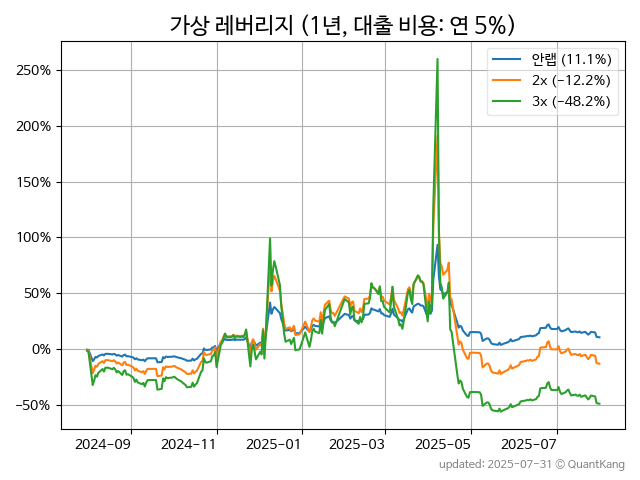 가상 레버리지 (1년, 대출 비용: 연 5%)
안랩 (11.1%)
2x (−12.2%)
3x (−48.2%)
250%
200%
150%
100%
50%
0%
−50%
2024-09
2024-11
2025-01
2025-03
2025-05
2025-07
updated: 2025-07-31 © QuantKang